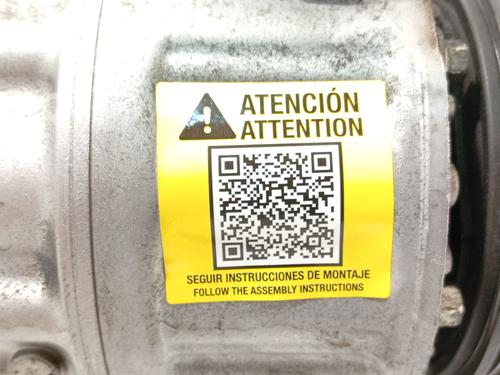 ATENCIÓN
ATTENTION
SEGUIR INSTRUCCIONES DE MONTAJE
FOLLOW THE ASSEMBLY INSTRUCTIONS